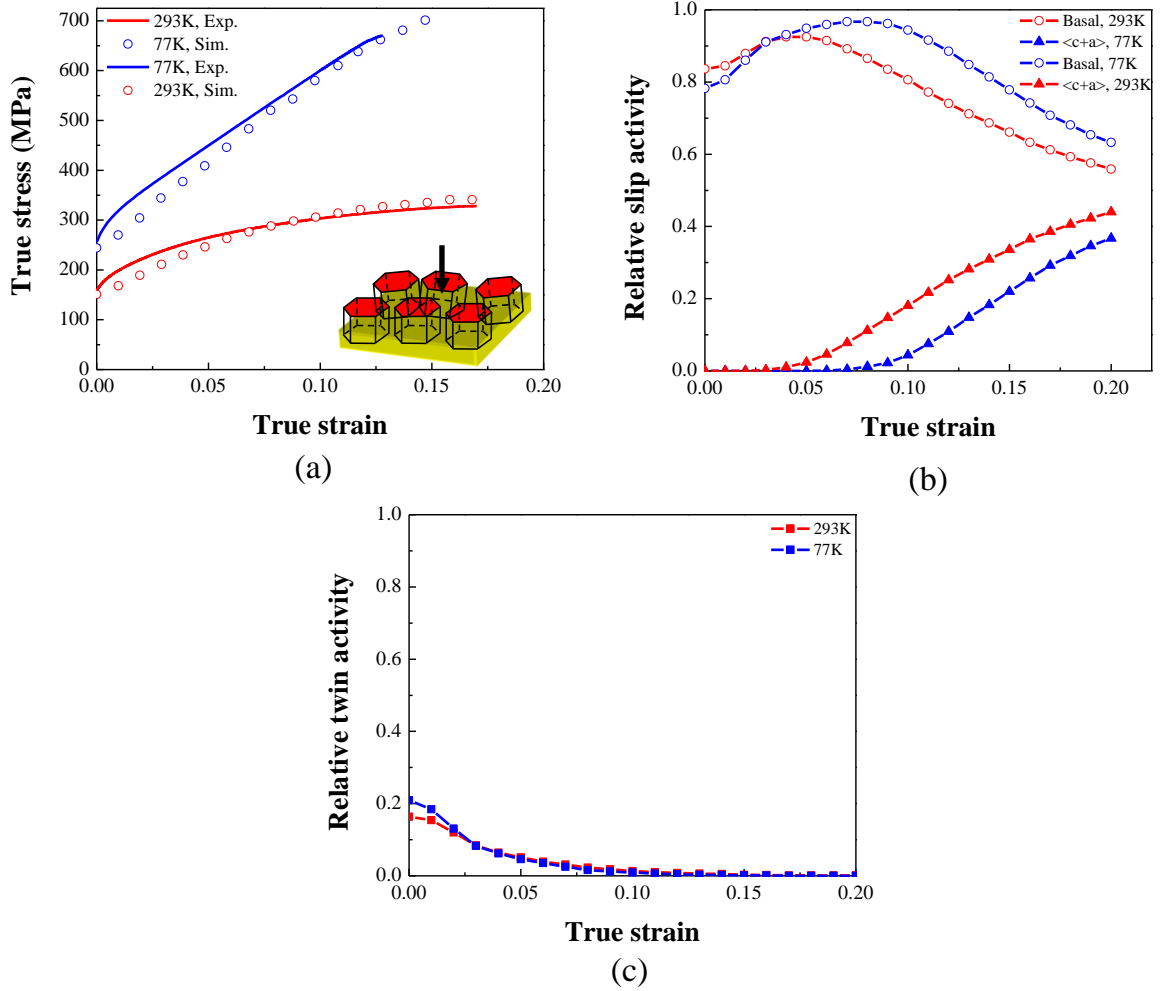 700
600
500
400
300
200
100
0
0.00 0.05 0.10 0.15 0.20
True stress (MPa)
True strain
293K, Exp.
77K, Sim.
77K, Exp.
293K, Sim.
(a)
1.0
0.8
0.6
0.4
0.2
0.0
0.00 0.05 0.10 0.15 0.20
Relative slip activity
True strain
Basal, 293K
<c+a>, 77K
Basal, 77K
<c+a>, 293K
(b)
1.0
0.8
0.6
0.4
0.2
0.0
0.00 0.05 0.10 0.15 0.20
Relative twin activity
True strain
293K
77K
(c)